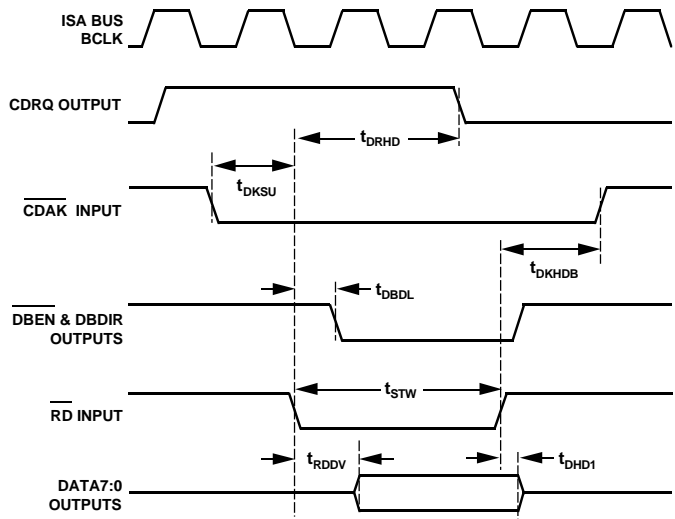 ISA BUS
BCLK
CDRQ OUTPUT
tDRHD
tDKSU
CDAK INPUT
tDKHDB
tDBDL
DBEN & DBDIR
OUTPUTS
tSTW
RD INPUT
tRDDV
tDHD1
DATA7:0
OUTPUTS